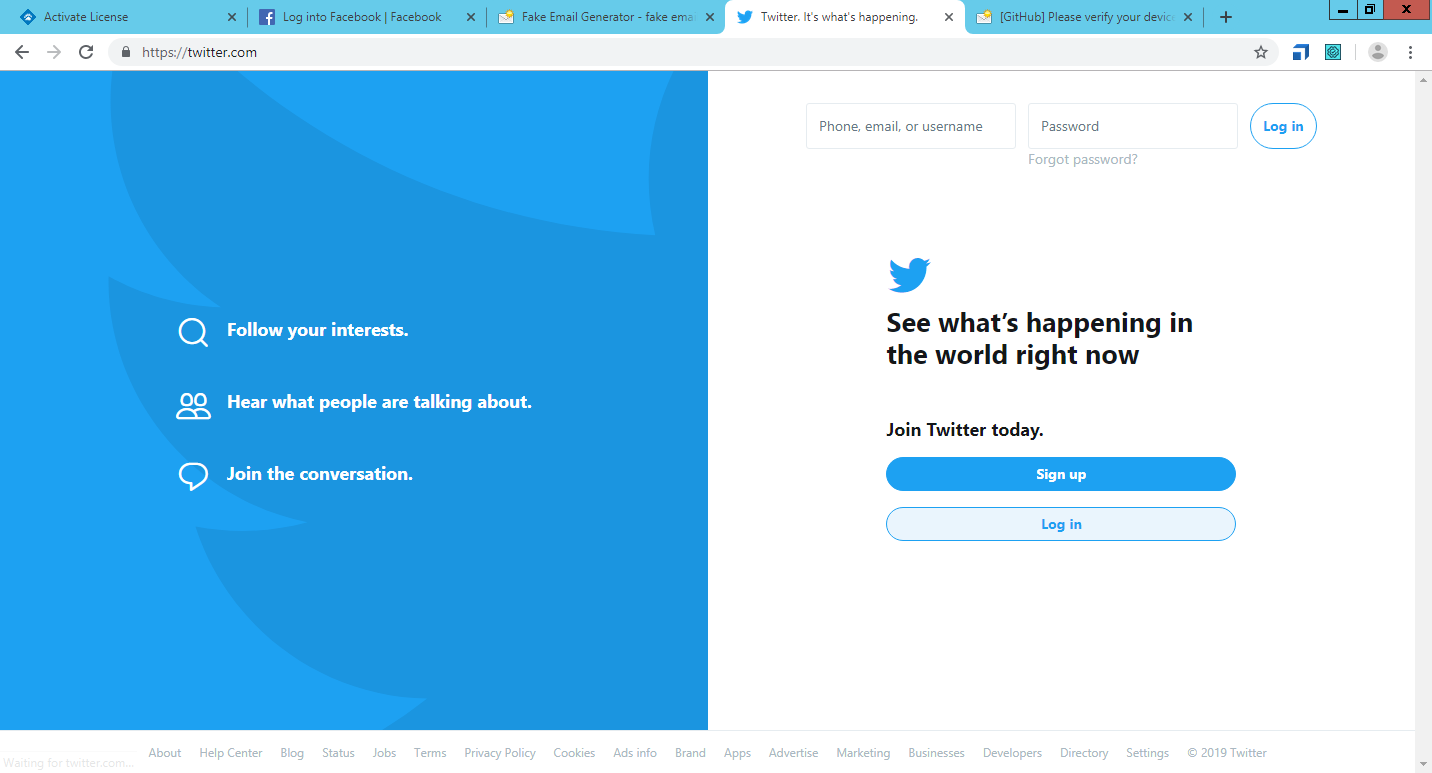 Activate License
Log into Facebook | Facebook
Fake Email Generator - fake emai
Twitter. It's what's happening.
[GitHub] Please verify your device
https://twitter.com
Phone, email, or username
Password
Log in
Forgot password?
See what's happening in
the world right now
Join Twitter today.
Sign up
Log in
Follow your interests.
Hear what people are talking about.
Join the conversation.
Waiting for twitter.com...
About Help Center Blog Status Jobs Terms Privacy Policy Cookies Ads info Brand Apps Advertise Marketing Businesses Developers Directory Settings © 2019 Twitter